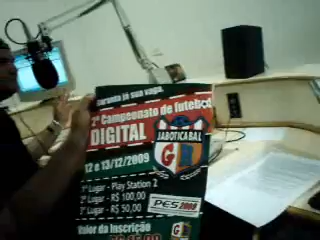 Garanta já sua vaga.
2º Campeonato de futebol
DIGITAL
JABOTICABAL
12 e 13/12/2009
1º Lugar - Play Station 2
2º Lugar - R$ 100,00
3º Lugar - R$ 50,00
PES2009
Valor da Inscrição